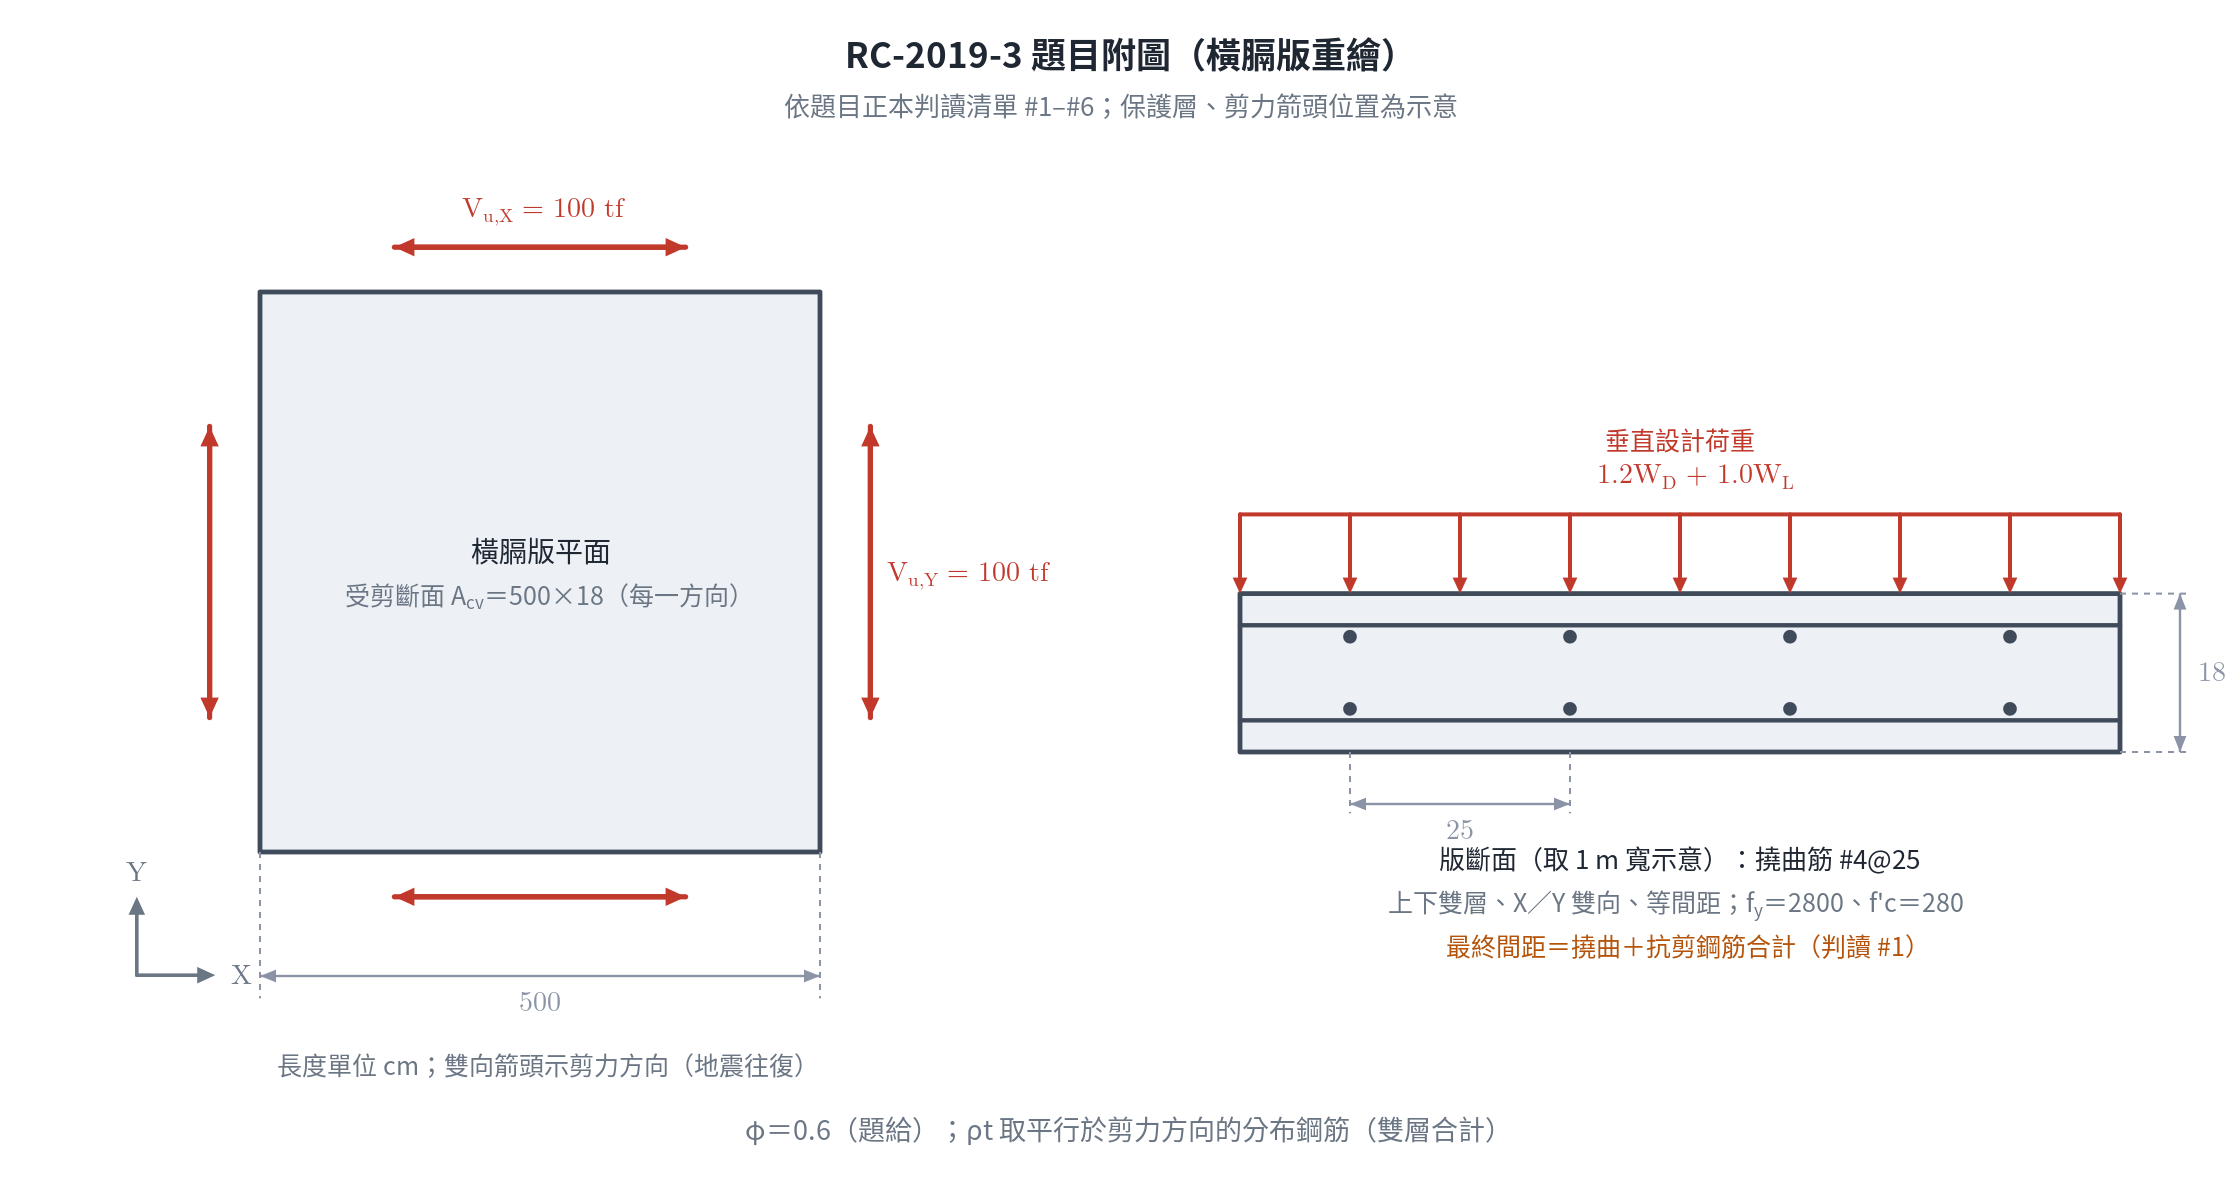 RC-2019-3 題目附圖（橫膈版重繪）
依題目正本判讀清單 #1–#6；保護層、剪力箭頭位置為示意
Vu,X = 100 tf
橫膈版平面
受剪斷面 Acv＝500×18（每一方向）
Vu,Y = 100 tf
Y
X
500
長度單位 cm；雙向箭頭示剪力方向（地震往復）
垂直設計荷重
1.2WD + 1.0WL
18
25
版斷面（取 1 m 寬示意）：撓曲筋 #4@25
上下雙層、X／Y 雙向、等間距；fy＝2800、f'c＝280
最終間距＝撓曲＋抗剪鋼筋合計（判讀 #1）
ϕ＝0.6（題給）；ρt 取平行於剪力方向的分布鋼筋（雙層合計）